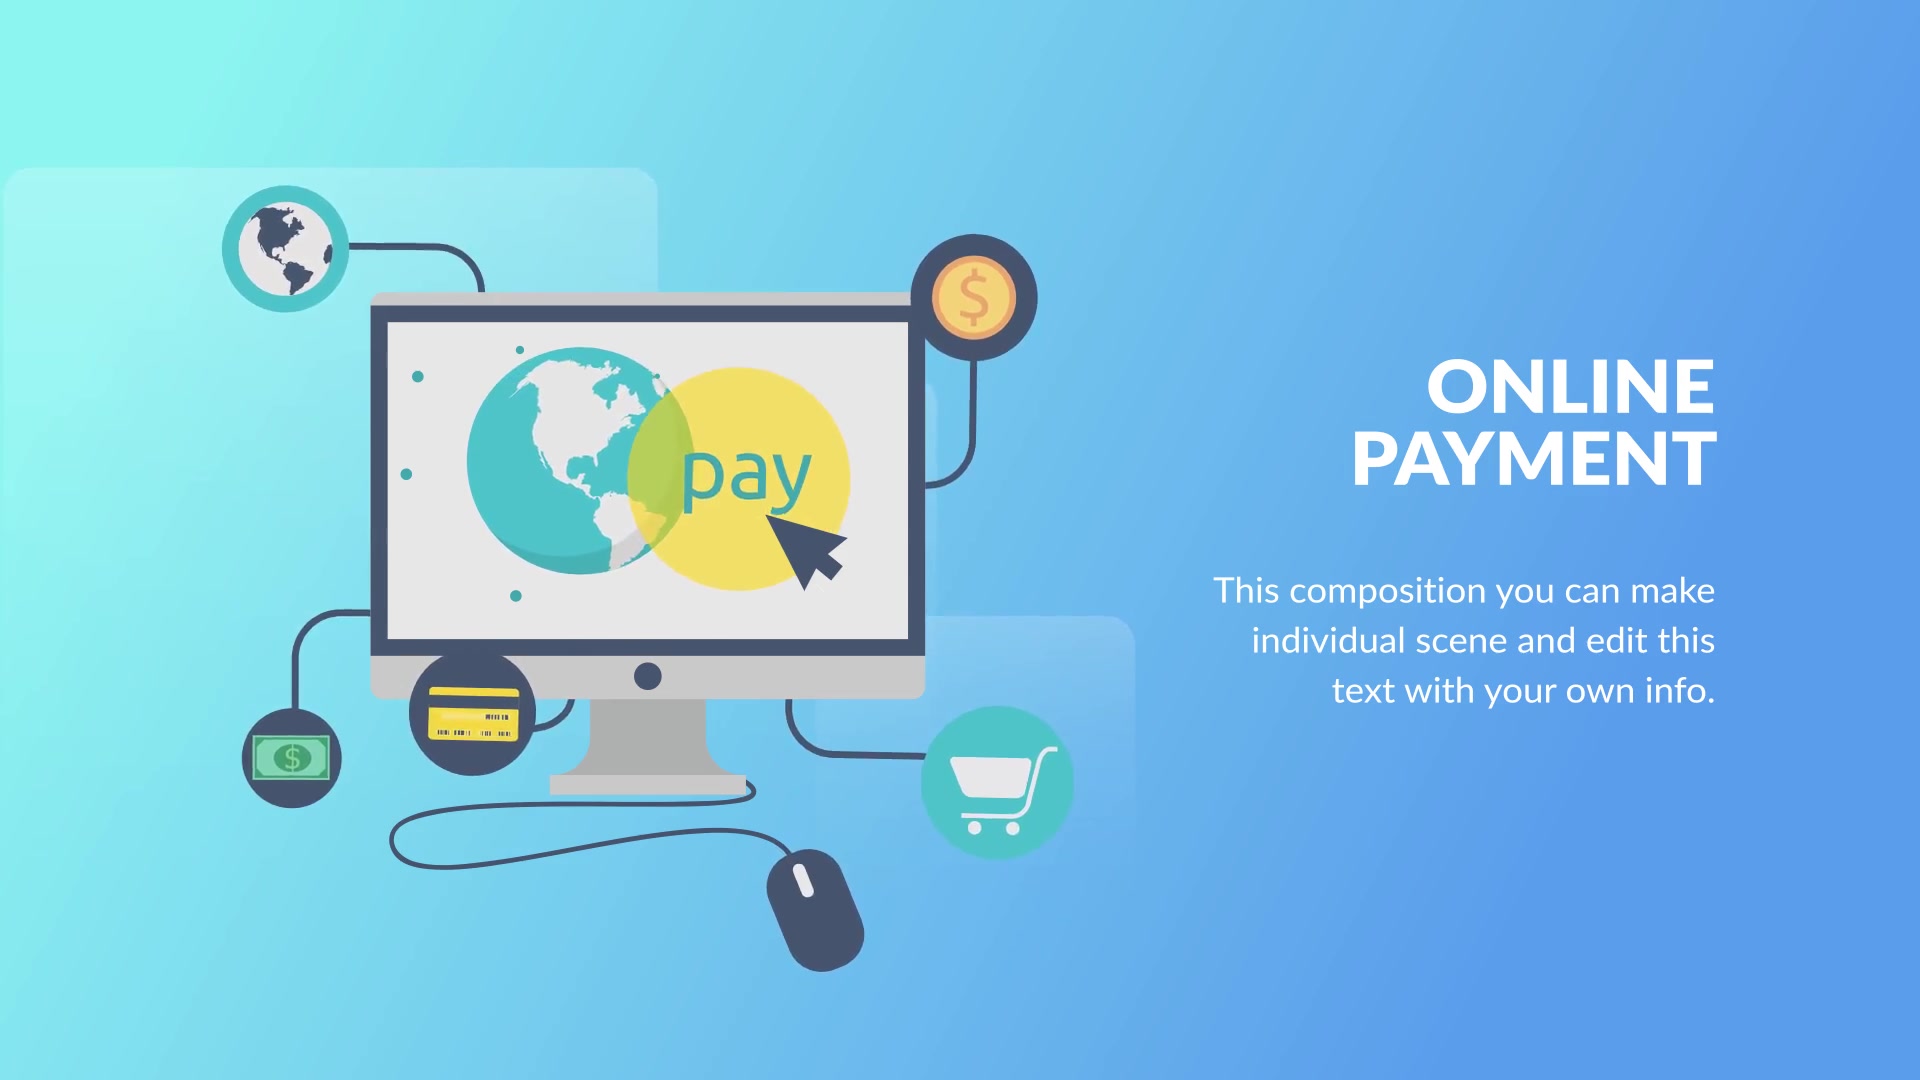 pay
ONLINE
PAYMENT
This composition you can make
individual scene and edit this
text with your own info.
$
$